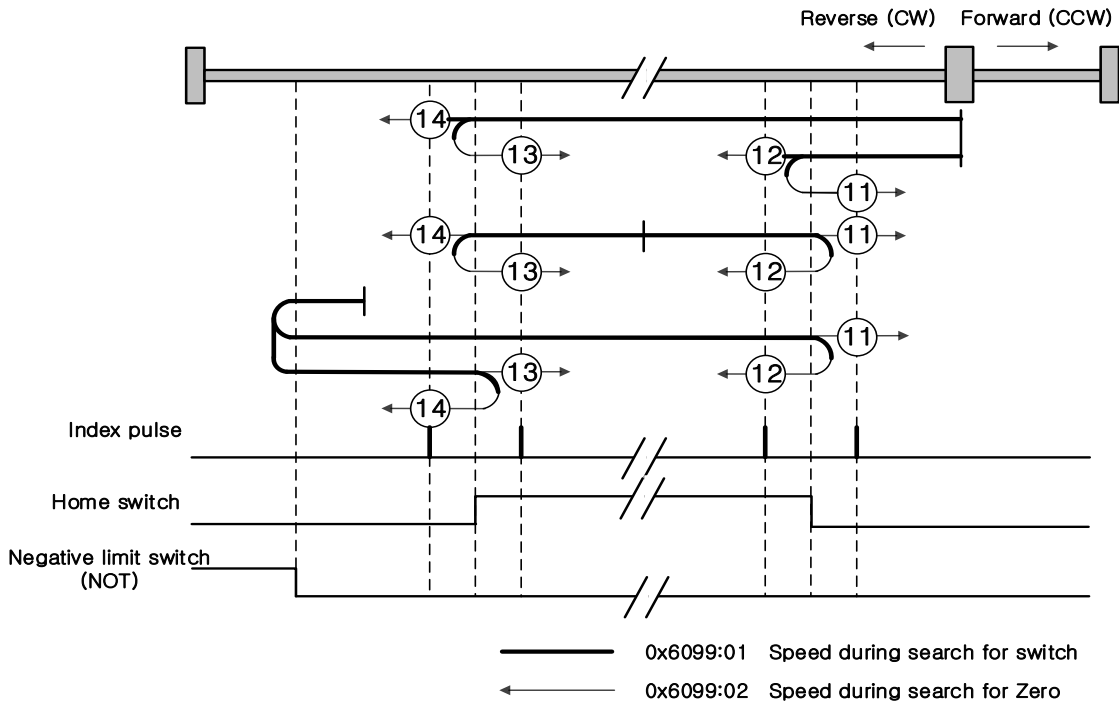 Reverse (CW) Forward (CCW)
14
13
12
11
14
11
13
12
11
13
12
14
Index pulse
Home switch
Negative limit switch
(NOT)
0x6099:01 Speed during search for switch
0x6099:02 Speed during search for Zero